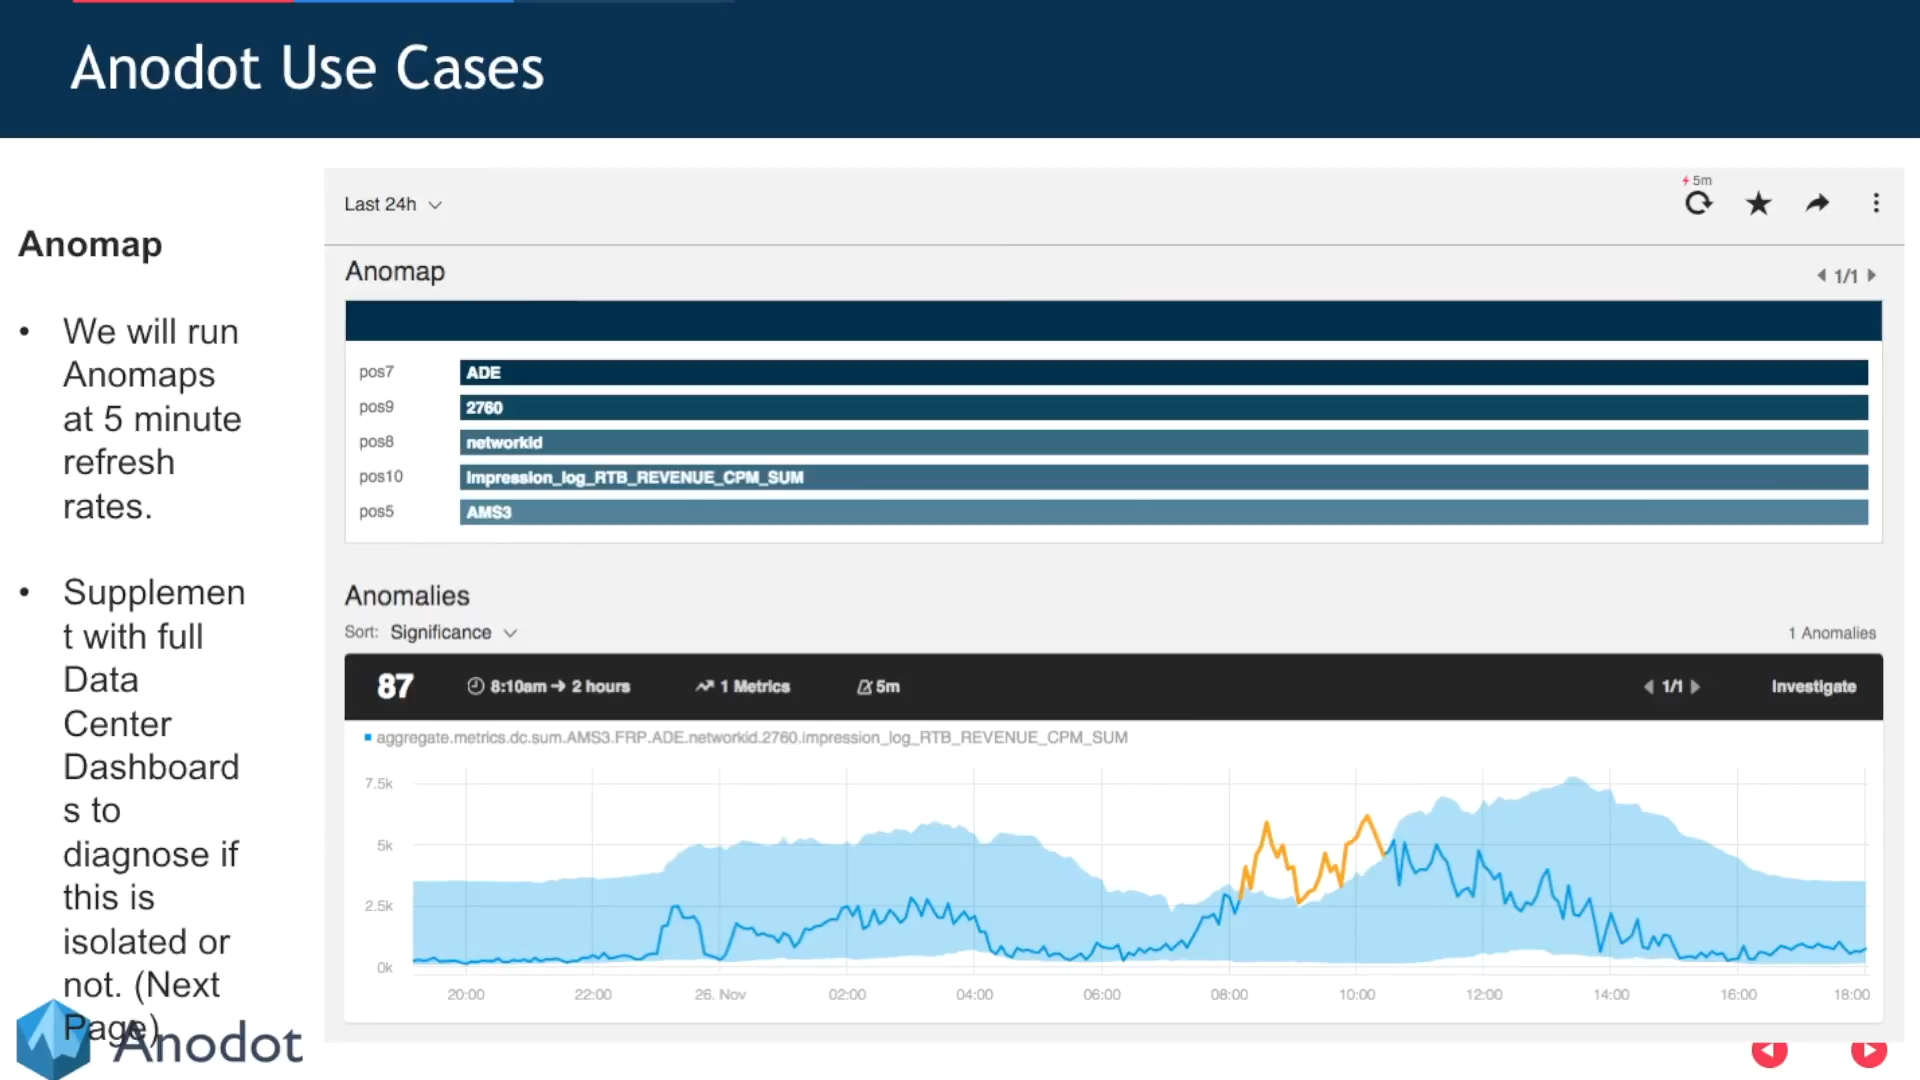 Anodot Use Cases
Anomap
• We will run
Anomaps
at 5 minute
refresh
rates.
• Supplemen
t with full
Data
Center
Dashboard
s to
diagnose if
this is
isolated or
not. (Next
Page)
Anodot
Last 24h
5m
Anomap
1/1
pos7 ADE
pos9 2760
pos8 networkid
pos10 impression_log_RTB_REVENUE_CPM_SUM
pos5 AMS3
Anomalies
Sort: Significance
1 Anomalies
87 8:10am → 2 hours 1 Metrics 5m 1/1 Investigate
aggregate.metrics.dc.sum.AMS3.FRP.ADE.networkid.2760.impression_log_RTB_REVENUE_CPM_SUM
7.5k
5k
2.5k
0k
20:00 22:00 26. Nov 02:00 04:00 06:00 08:00 10:00 12:00 14:00 16:00 18:00